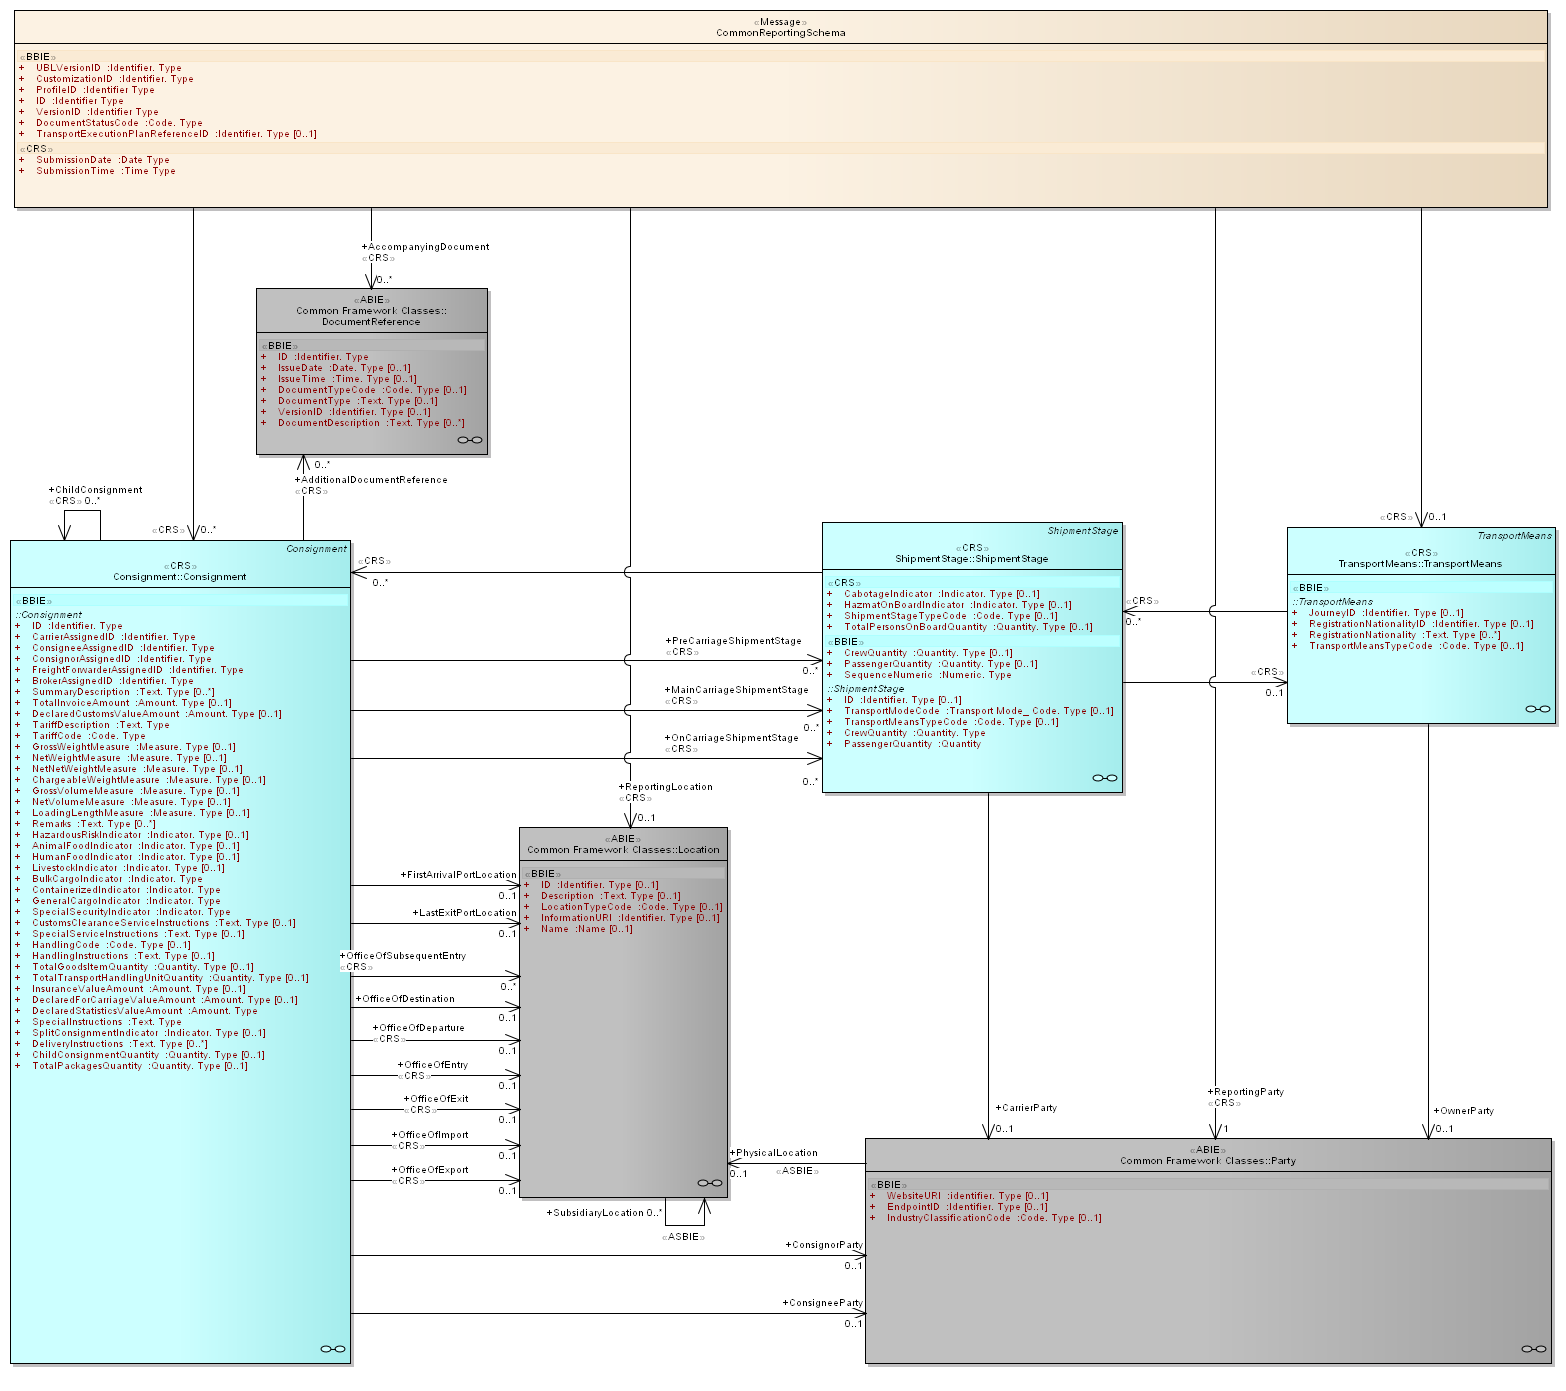 «Message»
CommonReportingSchema
«BBIE»
+ UBLVersionID :Identifier. Type
+ CustomizationID :Identifier. Type
+ ProfileID :Identifier Type
+ ID :Identifier Type
+ VersionID :Identifier Type
+ DocumentStatusCode :Code. Type
+ TransportExecutionPlanReferenceID :Identifier. Type [0..1]
«CRS»
+ SubmissionDate :Date Type
+ SubmissionTime :Time Type
+AccompanyingDocument
«CRS»
0..*
«ABIE»
Common Framework Classes::
DocumentReference
«BBIE»
+ ID :Identifier. Type
+ IssueDate :Date. Type [0..1]
+ IssueTime :Time. Type [0..1]
+ DocumentTypeCode :Code. Type [0..1]
+ DocumentType :Text. Type [0..1]
+ VersionID :Identifier. Type [0..1]
+ DocumentDescription :Text. Type [0..*]
0..*
+AdditionalDocumentReference
«CRS»
+ChildConsignment
«CRS» 0..*
«CRS» 0..*
Consignment
«CRS»
Consignment::Consignment
«BBIE»
::Consignment
+ ID :Identifier. Type
+ CarrierAssignedID :Identifier. Type
+ ConsigneeAssignedID :Identifier. Type
+ ConsignorAssignedID :Identifier. Type
+ FreightForwarderAssignedID :Identifier. Type
+ BrokerAssignedID :Identifier. Type
+ SummaryDescription :Text. Type [0..*]
+ TotalInvoiceAmount :Amount. Type [0..1]
+ DeclaredCustomsValueAmount :Amount. Type [0..1]
+ TariffDescription :Text. Type
+ TariffCode :Code. Type
+ GrossWeightMeasure :Measure. Type [0..1]
+ NetWeightMeasure :Measure. Type [0..1]
+ NetNetWeightMeasure :Measure. Type [0..1]
+ ChargeableWeightMeasure :Measure. Type [0..1]
+ GrossVolumeMeasure :Measure. Type [0..1]
+ NetVolumeMeasure :Measure. Type [0..1]
+ LoadingLengthMeasure :Measure. Type [0..1]
+ Remarks :Text. Type [0..*]
+ HazardousRiskIndicator :Indicator. Type [0..1]
+ AnimalFoodIndicator :Indicator. Type [0..1]
+ HumanFoodIndicator :Indicator. Type [0..1]
+ LivestockIndicator :Indicator. Type [0..1]
+ BulkCargoIndicator :Indicator. Type
+ ContainerizedIndicator :Indicator. Type
+ GeneralCargoIndicator :Indicator. Type
+ SpecialSecurityIndicator :Indicator. Type
+ CustomsClearanceServiceInstructions :Text. Type [0..1]
+ SpecialServiceInstructions :Text. Type [0..1]
+ HandlingCode :Code. Type [0..1]
+ HandlingInstructions :Text. Type [0..1]
+ TotalGoodsItemQuantity :Quantity. Type [0..1]
+ TotalTransportHandlingUnitQuantity :Quantity. Type [0..1]
+ InsuranceValueAmount :Amount. Type [0..1]
+ DeclaredForCarriageValueAmount :Amount. Type [0..1]
+ DeclaredStatisticsValueAmount :Amount. Type
+ SpecialInstructions :Text. Type
+ SplitConsignmentIndicator :Indicator. Type [0..1]
+ DeliveryInstructions :Text. Type [0..*]
+ ChildConsignmentQuantity :Quantity. Type [0..1]
+ TotalPackagesQuantity :Quantity. Type [0..1]
«CRS»
0..*
+PreCarriageShipmentStage
«CRS»
0..*
+MainCarriageShipmentStage
«CRS»
0..*
+OnCarriageShipmentStage
«CRS»
0..*
ShipmentStage
«CRS»
ShipmentStage::ShipmentStage
«CRS»
+ CabotageIndicator :Indicator. Type [0..1]
+ HazmatOnBoardIndicator :Indicator. Type [0..1]
+ ShipmentStageTypeCode :Code. Type [0..1]
+ TotalPersonsOnBoardQuantity :Quantity. Type [0..1]
«BBIE»
+ CrewQuantity :Quantity. Type [0..1]
+ PassengerQuantity :Quantity. Type [0..1]
+ SequenceNumeric :Numeric. Type
::ShipmentStage
+ ID :Identifier. Type [0..1]
+ TransportModeCode :Transport Mode_ Code. Type [0..1]
+ TransportMeansTypeCode :Code. Type [0..1]
+ CrewQuantity :Quantity. Type
+ PassengerQuantity :Quantity
«CRS»
0..*
«CRS»
0..1
«CRS» 0..1
TransportMeans
«CRS»
TransportMeans::TransportMeans
«BBIE»
::TransportMeans
+ JourneyID :Identifier. Type [0..1]
+ RegistrationNationalityID :Identifier. Type [0..1]
+ RegistrationNationality :Text. Type [0..*]
+ TransportMeansTypeCode :Code. Type [0..1]
+ReportingLocation
«CRS»
0..1
«ABIE»
Common Framework Classes::Location
«BBIE»
+ ID :Identifier. Type [0..1]
+ Description :Text. Type [0..1]
+ LocationTypeCode :Code. Type [0..1]
+ InformationURI :Identifier. Type [0..1]
+ Name :Name [0..1]
+FirstArrivalPortLocation
0..1
+LastExitPortLocation
0..1
+OfficeOfSubsequentEntry
«CRS»
0..*
+OfficeOfDestination
0..1
+OfficeOfDeparture
«CRS»
0..1
+OfficeOfEntry
«CRS»
0..1
+OfficeOfExit
«CRS»
0..1
+OfficeOfImport
«CRS»
0..1
+OfficeOfExport
«CRS»
0..1
+SubsidiaryLocation 0..*
«ASBIE»
+PhysicalLocation
0..1
«ASBIE»
+CarrierParty
0..1
+ReportingParty
«CRS»
1
+OwnerParty
0..1
«ABIE»
Common Framework Classes::Party
«BBIE»
+ WebsiteURI :identifier. Type [0..1]
+ EndpointID :Identifier. Type [0..1]
+ IndustryClassificationCode :Code. Type [0..1]
+ConsignorParty
0..1
+ConsigneeParty
0..1